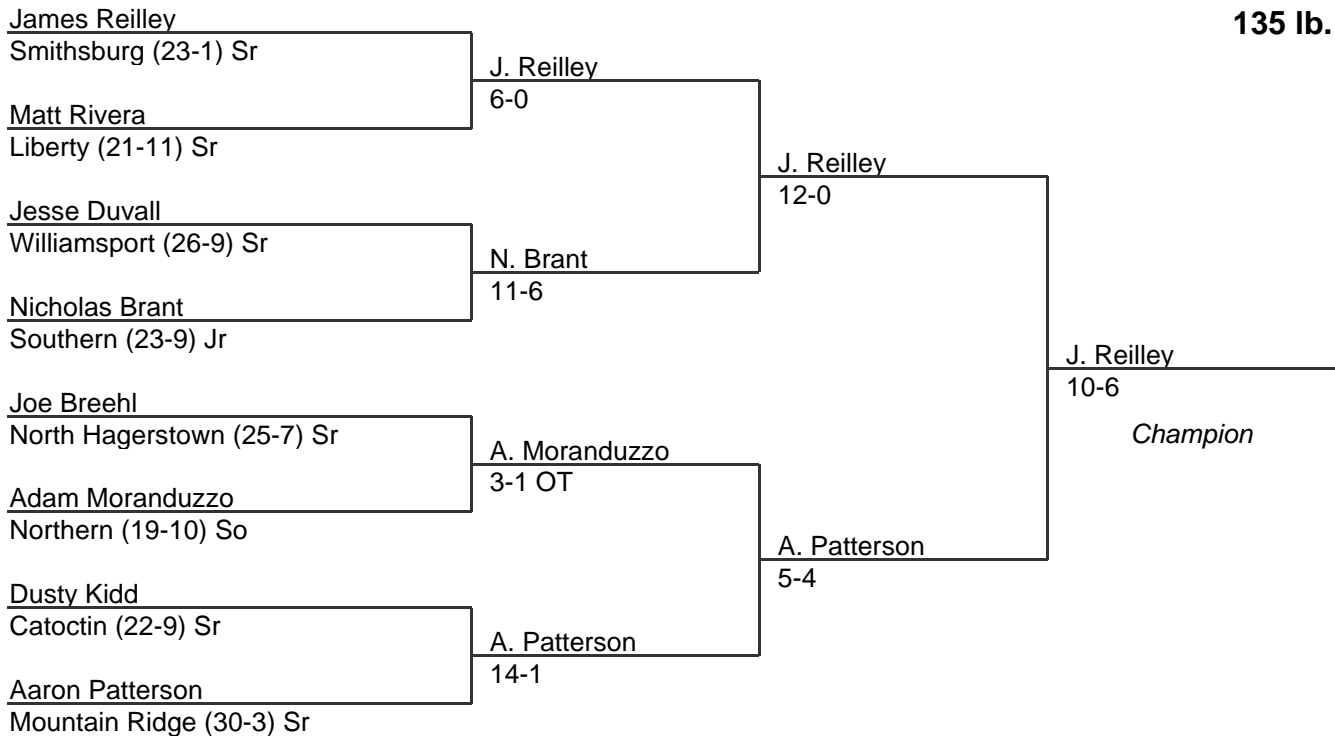 James Reilley
Smithsburg (23-1) Sr
135 lb.
J. Reilley
6-0
Matt Rivera
Liberty (21-11) Sr
J. Reilley
12-0
Jesse Duvall
Williamsport (26-9) Sr
N. Brant
11-6
Nicholas Brant
Southern (23-9) Jr
J. Reilley
10-6
Champion
Joe Breehl
North Hagerstown (25-7) Sr
A. Moranduzzo
3-1 OT
Adam Moranduzzo
Northern (19-10) So
A. Patterson
5-4
Dusty Kidd
Catoctin (22-9) Sr
A. Patterson
14-1
Aaron Patterson
Mountain Ridge (30-3) Sr